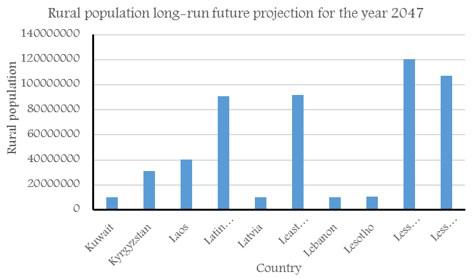 Rural population long-run future projection for the year 2047
140000000
120000000
100000000
80000000
60000000
40000000
20000000
0
Rural population
Kuwait
Kyrgyzstan
Laos
Latin…
Latvia
Least…
Lebanon
Lesotho
Less…
Less…
Country